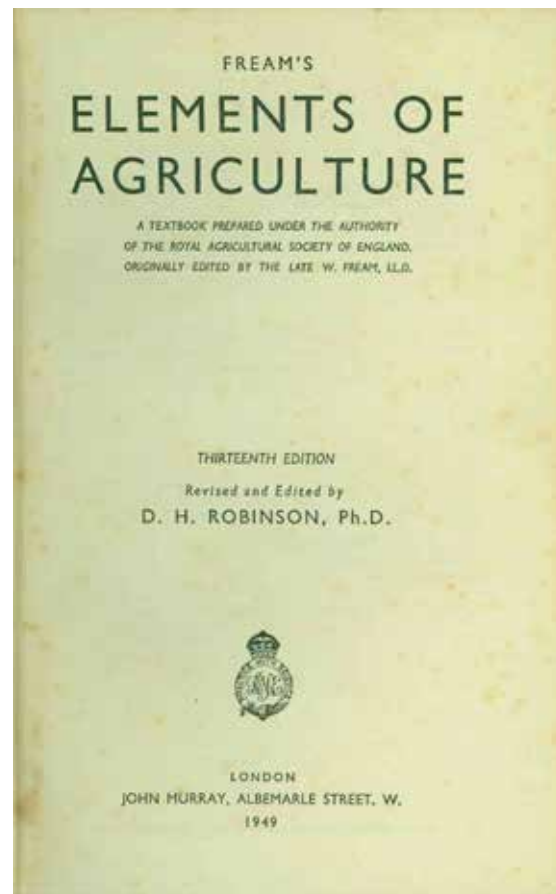 FREAM'S
ELEMENTS OF
AGRICULTURE
A TEXTBOOK PREPARED UNDER THE AUTHORITY
OF THE ROYAL AGRICULTURAL SOCIETY OF ENGLAND.
ORIGINALLY EDITED BY THE LATE W. FREAM, LL.D.
THIRTEENTH EDITION
Revised and Edited by
D. H. ROBINSON, Ph.D.
LONDON
JOHN MURRAY, ALBEMARLE STREET, W.
1949